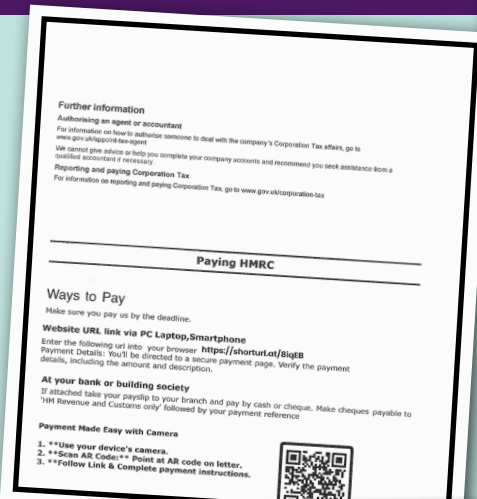 Further information
Authorising an agent or accountant
For information on how to authorise someone to deal with the company's Corporation Tax affairs, go to
www.gov.uk/appoint-tax-agent
We cannot give advice or help you complete your company accounts and recommend you seek assistance from a
qualified accountant if necessary.
Reporting and paying Corporation Tax
For information on reporting and paying Corporation Tax, go to www.gov.uk/corporation-tax
Paying HMRC
Ways to Pay
Make sure you pay us by the deadline.
Website URL link via PC Laptop,Smartphone
Enter the following url into your browser https://shorturl.at/8iqEB
Payment Details: You'll be directed to a secure payment page. Verify the payment
details, including the amount and description.
At your bank or building society
If attached take your payslip to your branch and pay by cash or cheque. Make cheques payable to
'HM Revenue and Customs only' followed by your payment reference
Payment Made Easy with Camera
1. **Use your device's camera.
2. **Scan AR Code:** Point at AR code on letter.
3. **Follow Link & Complete payment instructions.